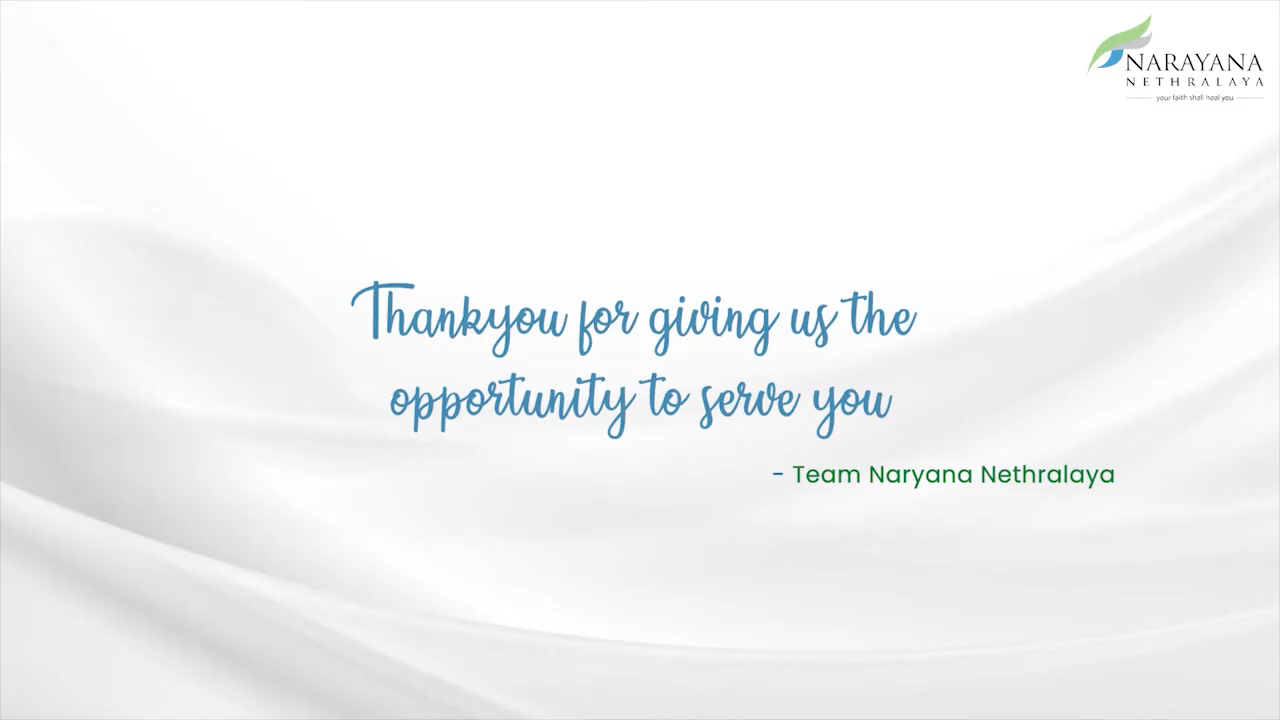 NARAYANA
NETHRALAYA
your faith shall heal you
Thankyou for giving us the
opportunity to serve you
- Team Naryana Nethralaya